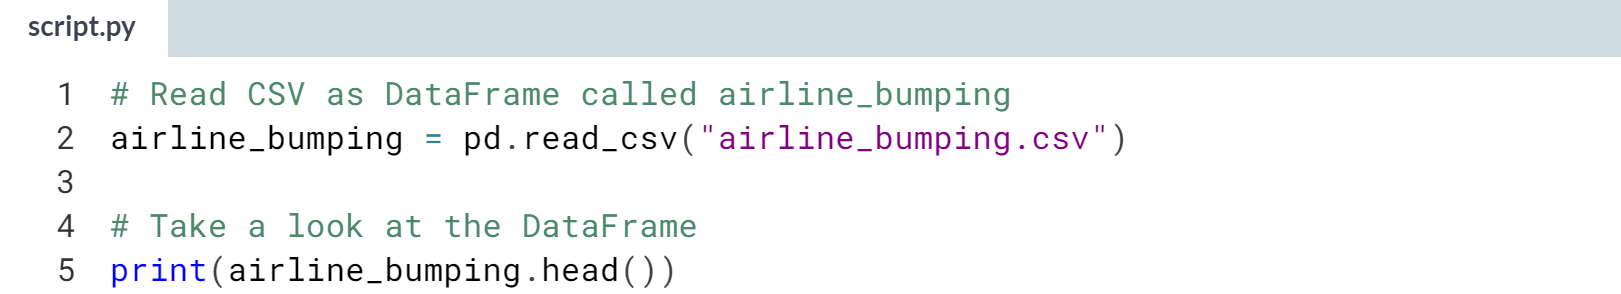 script.py
1 # Read CSV as DataFrame called airline_bumping
2 airline_bumping = pd.read_csv("airline_bumping.csv")
3
4 # Take a look at the DataFrame
5 print(airline_bumping.head())